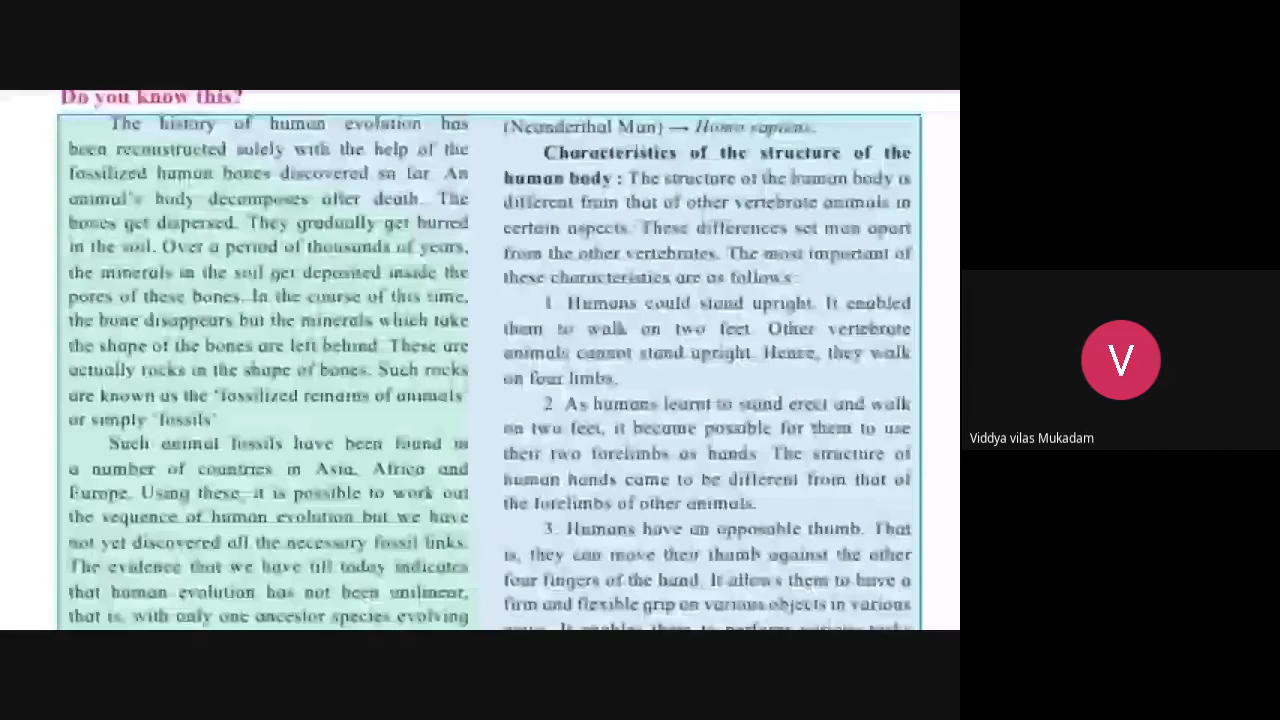 Do you know this?
The history of human evolution has
been reconstructed solely with the help of the
fossilized human bones discovered so far. An
animal's body decomposes after death. The
bones get dispersed. They gradually get buried
in the soil. Over a period of thousands of years,
the minerals in the soil get deposited inside the
pores of these bones. In the course of this time,
the bone disappears but the minerals which take
the shape of the bones are left behind. These are
actually rocks in the shape of bones. Such rocks
are known as the 'fossilized remains of animals'
or simply 'fossils'
Such animal fossils have been found in
a number of countries in Asia, Africa and
Europe. Using these, it is possible to work out
the sequence of human evolution but we have
not yet discovered all the necessary fossil links.
The evidence that we have till today indicates
that human evolution has not been unilinear,
that is, with only one ancestor species evolving
(Neanderthal Man) → Homo sapiens.
Characteristics of the structure of the
human body : The structure of the human body is
different from that of other vertebrate animals in
certain aspects. These differences set man apart
from the other vertebrates. The most important of
these characteristics are as follows :
1. Humans could stand upright. It enabled
them to walk on two feet. Other vertebrate
animals cannot stand upright. Hence, they walk
on four limbs.
2. As humans learnt to stand erect and walk
on two feet, it became possible for them to use
their two forelimbs as hands. The structure of
human hands came to be different from that of
the forelimbs of other animals.
3. Humans have an opposable thumb. That
is, they can move their thumb against the other
four fingers of the hand. It allows them to have a
firm and flexible grip on various objects in various
It enables them to perform various tasks
V
Viddya vilas Mukadam